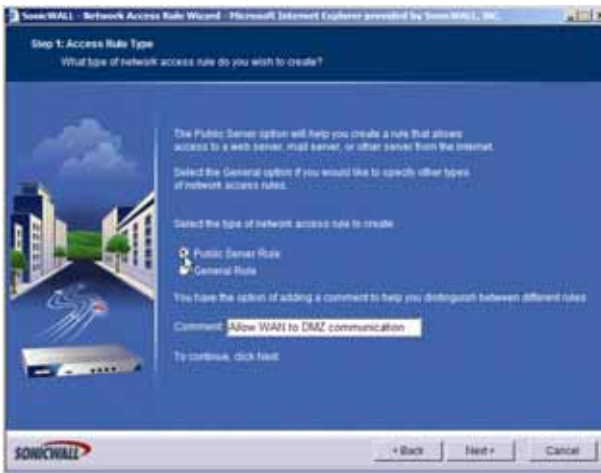 SonicWALL - Network Access Rule Wizard - Microsoft Internet Explorer provided by SonicWALL, INC.
Step 1: Access Rule Type
What type of network access rule do you wish to create?
The Public Server option will help you create a rule that allows
access to a web server, mail server, or other server from the Internet.
Select the General option if you would like to specify other types
of network access rules.
Select the type of network access rule to create
Public Server Rule
General Rule
You have the option of adding a comment to help you distinguish between different rules
Comment: Allow WAN to DMZ communication
To continue, click Next
SONICWALL
< Back Next > Cancel